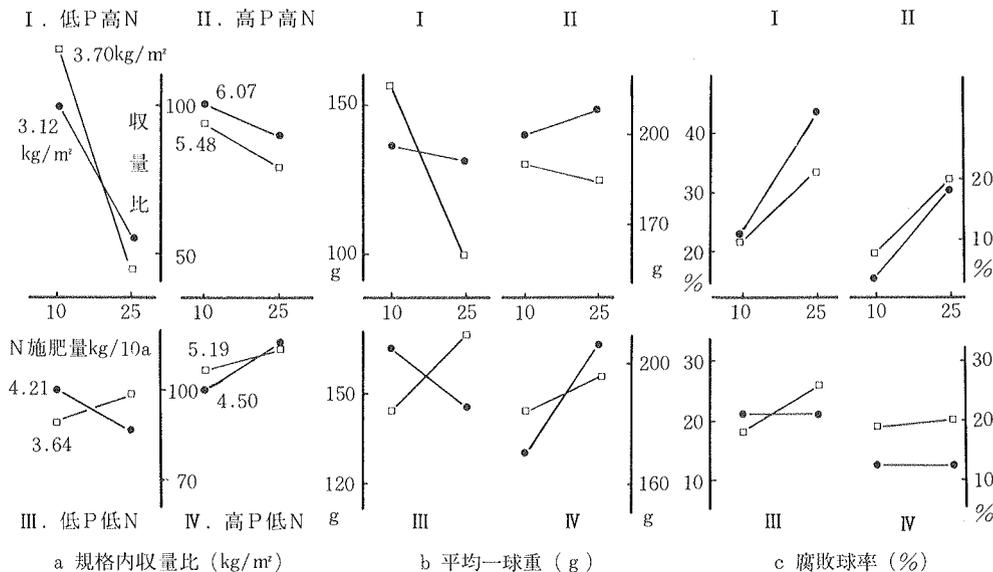 I．低P高N　II．高P高N　I　II　I　II
3.70kg/m²
3.12
kg/m²
収
量
比
100
50
6.07
5.48
150
100
g
200
170
g
40
30
20
%
20
10
%
10　25　10　25　10　25　10　25　10　25　10　25
N施肥量kg/10a
4.21
3.64
100
70
5.19
4.50
150
120
g
200
160
g
30
20
10
30
20
10
%
III．低P低N　IV．高P低N　III　IV　III　IV
a 規格内収量比（kg/m²）　b 平均一球重（g）　c 腐敗球率（%）